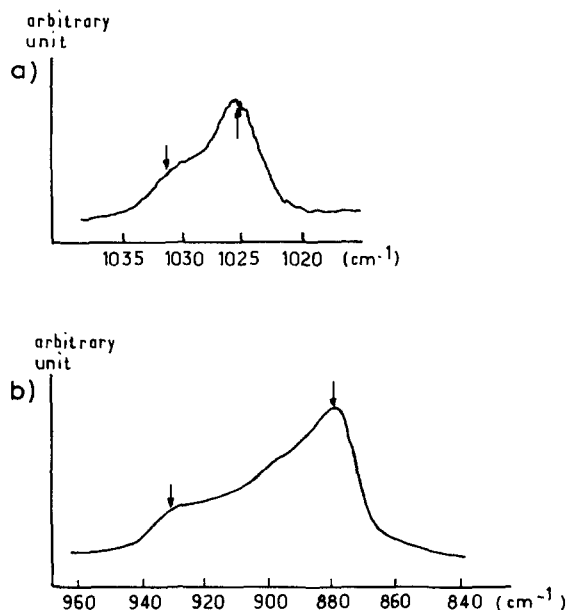 arbitrary
unit
a)
1035 1030 1025 1020 (cm⁻¹)
arbitrary
unit
b)
960 940 920 900 880 860 840 (cm⁻¹)